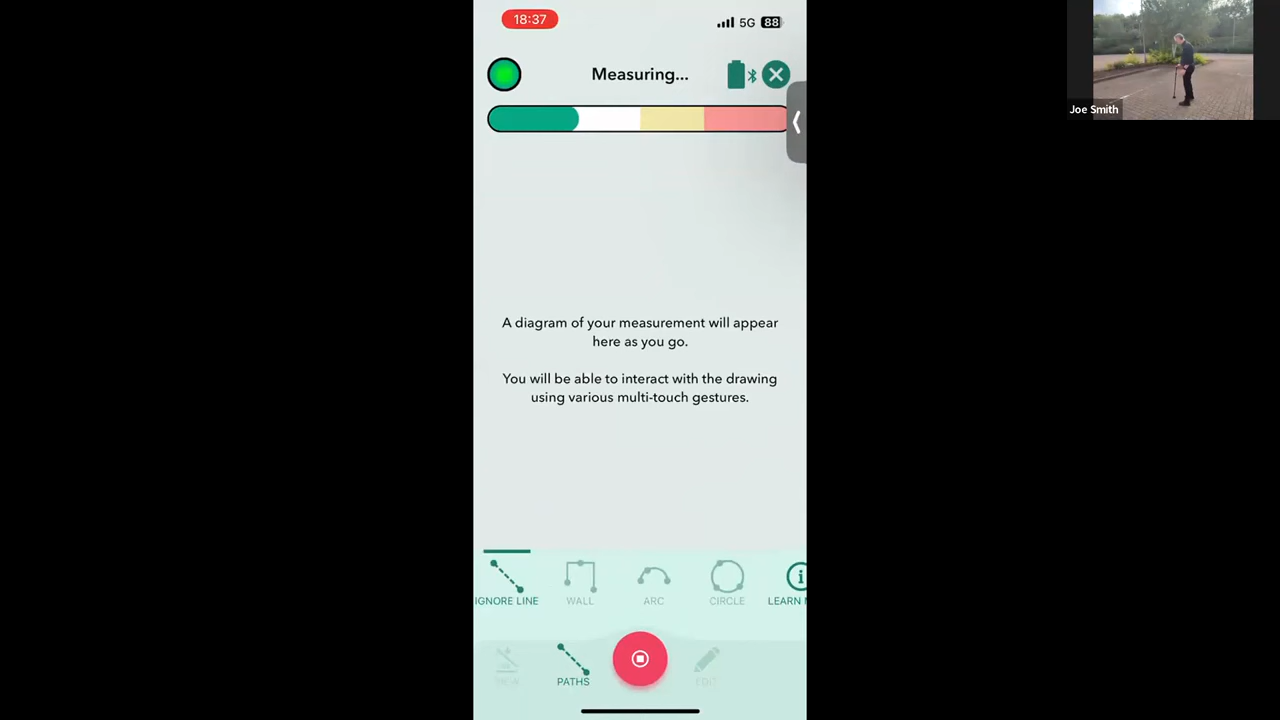 18:37
5G 88
Measuring...
Joe Smith
A diagram of your measurement will appear
here as you go.
You will be able to interact with the drawing
using various multi-touch gestures.
IGNORE LINE WALL ARC CIRCLE LEARN
PATHS EDIT